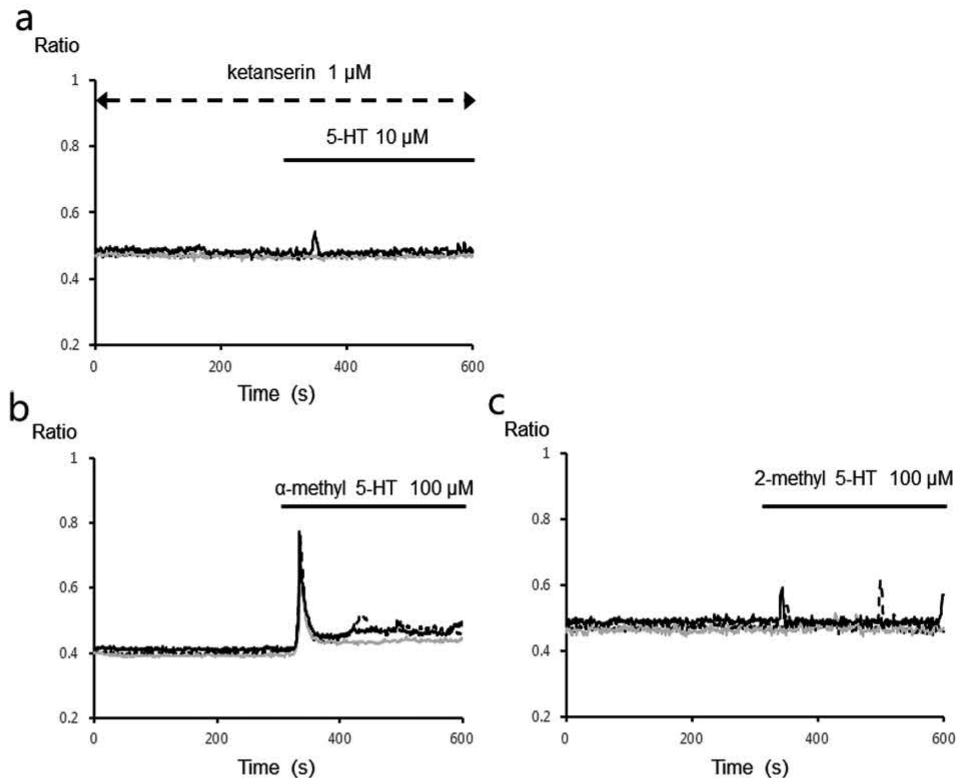 a
Ratio
1
ketanserin 1 µM
0.8
5-HT 10 µM
0.6
0.4
0.2
0 200 400 600
Time (s)
b
Ratio
1
α-methyl 5-HT 100 µM
0.8
0.6
0.4
0.2
0 200 400 600
Time (s)
c
Ratio
1
2-methyl 5-HT 100 µM
0.8
0.6
0.4
0.2
0 200 400 600
Time (s)